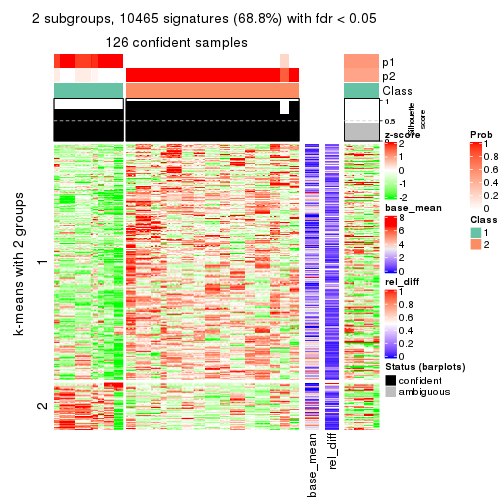 2 subgroups, 10465 signatures (68.8%) with fdr < 0.05
126 confident samples
p1
p2
Class
1
0.5
0
Silhouette
score
k-means with 2 groups
1
2
base_mean
rel_diff
z-score
2
1
0
-1
-2
base_mean
8
6
4
2
0
rel_diff
1
0.8
0.6
0.4
0.2
0
Status (barplots)
confident
ambiguous
Prob
1
0.8
0.6
0.4
0.2
0
Class
1
2